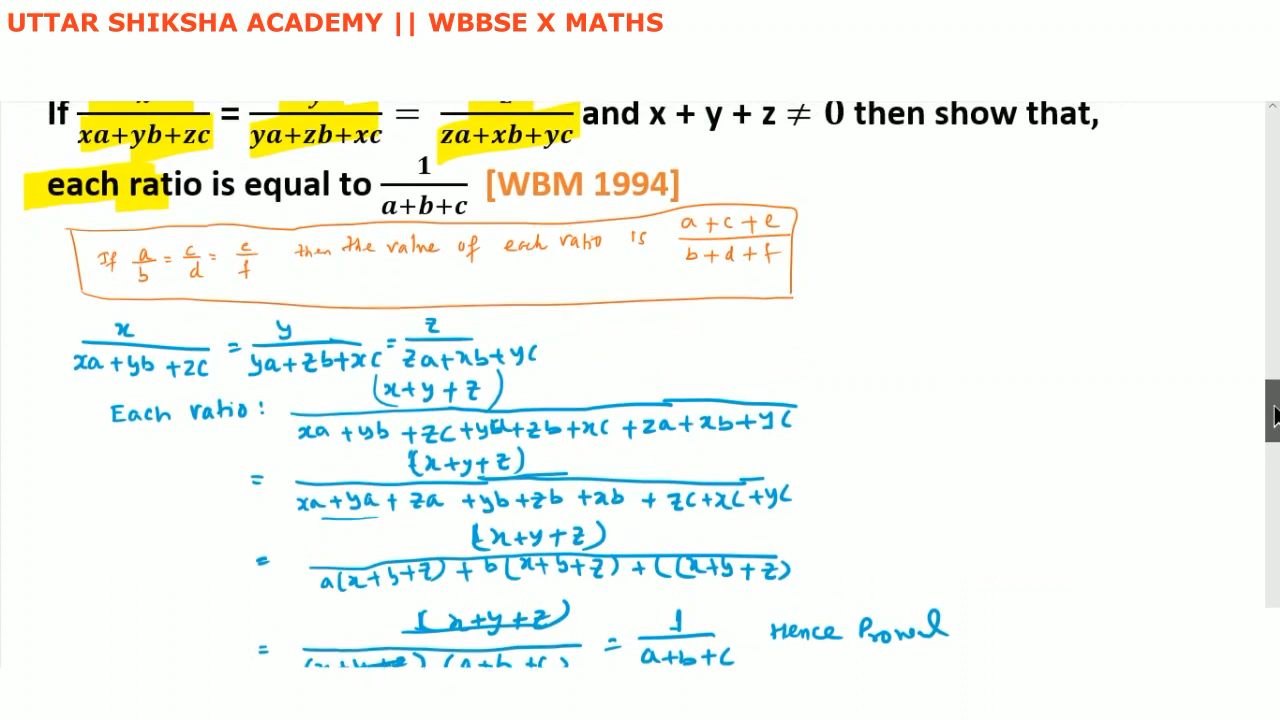 UTTAR SHIKSHA ACADEMY || WBBSE X MATHS
If x/(xa+yb+zc) = y/(ya+zb+xc) = z/(za+xb+yc) and x + y + z ≠ 0 then show that,
each ratio is equal to 1/(a+b+c) [WBM 1994]
If a/b = c/d = e/f then the value of each ratio is (a+c+e)/(b+d+f)
x/(xa+yb+zc) = y/(ya+zb+xc) = z/(za+xb+yc)
Each ratio: (x+y+z)/(xa+yb+zc+ya+zb+xc+za+xb+yc)
= (x+y+z)/(xa+ya+za+yb+zb+xb+zc+xc+yc)
= (x+y+z)/(a(x+b+z)+b(x+b+z)+c(x+y+z))
= 1(x+y+z)/((x+y+z)(a+b+c)) = 1/(a+b+c) Hence Proved